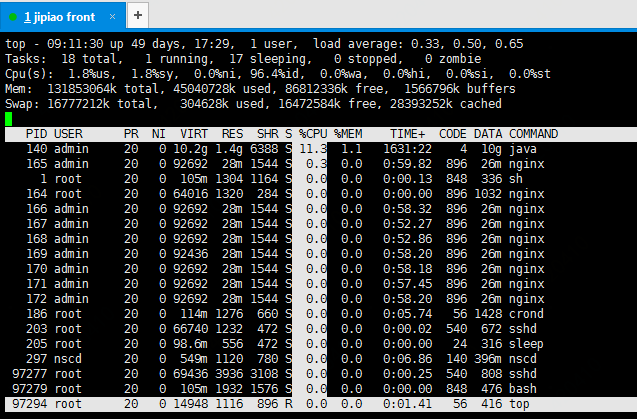 1 jipiao front × +
top - 09:11:30 up 49 days, 17:29, 1 user, load average: 0.33, 0.50, 0.65
Tasks: 18 total, 1 running, 17 sleeping, 0 stopped, 0 zombie
Cpu(s): 1.8%us, 1.8%sy, 0.0%ni, 96.4%id, 0.0%wa, 0.0%hi, 0.0%si, 0.0%st
Mem: 131853064k total, 45040728k used, 86812336k free, 1566796k buffers
Swap: 16777212k total, 304628k used, 16472584k free, 28393252k cached
PID USER PR NI VIRT RES SHR S %CPU %MEM TIME+ CODE DATA COMMAND
140 admin 20 0 10.2g 1.4g 6388 S 11.3 1.1 1631:22 4 10g java
165 admin 20 0 92692 28m 1544 S 0.3 0.0 0:59.82 896 26m nginx
1 root 20 0 105m 1304 1164 S 0.0 0.0 0:00.13 848 336 sh
164 root 20 0 64016 1320 284 S 0.0 0.0 0:00.00 896 1032 nginx
166 admin 20 0 92692 28m 1544 S 0.0 0.0 0:58.32 896 26m nginx
167 admin 20 0 92692 28m 1544 S 0.0 0.0 0:52.27 896 26m nginx
168 admin 20 0 92692 28m 1544 S 0.0 0.0 0:52.86 896 26m nginx
169 admin 20 0 92436 28m 1544 S 0.0 0.0 0:58.20 896 26m nginx
170 admin 20 0 92692 28m 1544 S 0.0 0.0 0:58.18 896 26m nginx
171 admin 20 0 92692 28m 1544 S 0.0 0.0 0:57.45 896 26m nginx
172 admin 20 0 92692 28m 1544 S 0.0 0.0 0:58.20 896 26m nginx
186 root 20 0 114m 1276 660 S 0.0 0.0 0:05.74 56 1428 crond
203 root 20 0 66740 1232 472 S 0.0 0.0 0:00.02 540 672 sshd
205 root 20 0 98.6m 556 472 S 0.0 0.0 0:00.00 24 316 sleep
297 nscd 20 0 549m 1120 780 S 0.0 0.0 0:06.86 140 396m nscd
97277 root 20 0 69436 3936 3108 S 0.0 0.0 0:00.25 540 808 sshd
97279 root 20 0 105m 1932 1576 S 0.0 0.0 0:00.00 848 476 bash
97294 root 20 0 14948 1116 896 R 0.0 0.0 0:01.41 56 416 top